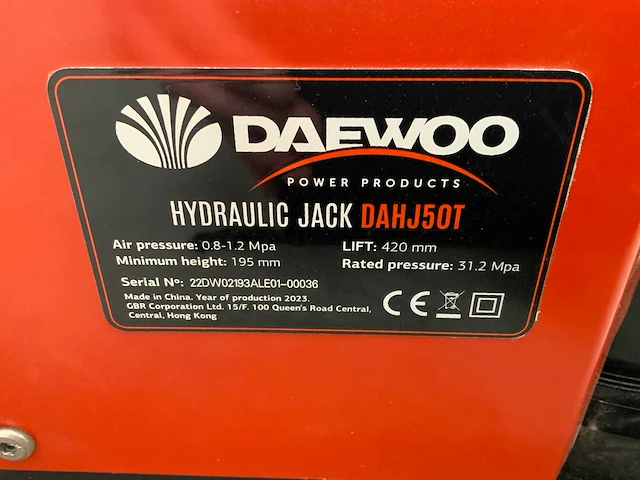 DAEWOO
POWER PRODUCTS
HYDRAULIC JACK DAHJ50T
Air pressure: 0.8-1.2 Mpa
Minimum height: 195 mm
LIFT: 420 mm
Rated pressure: 31.2 Mpa
Serial Nº: 22DW02193ALE01-00036
Made in China. Year of production 2023.
GBR Corporation Ltd. 15/F. 100 Queen's Road Central,
Central, Hong Kong
CE